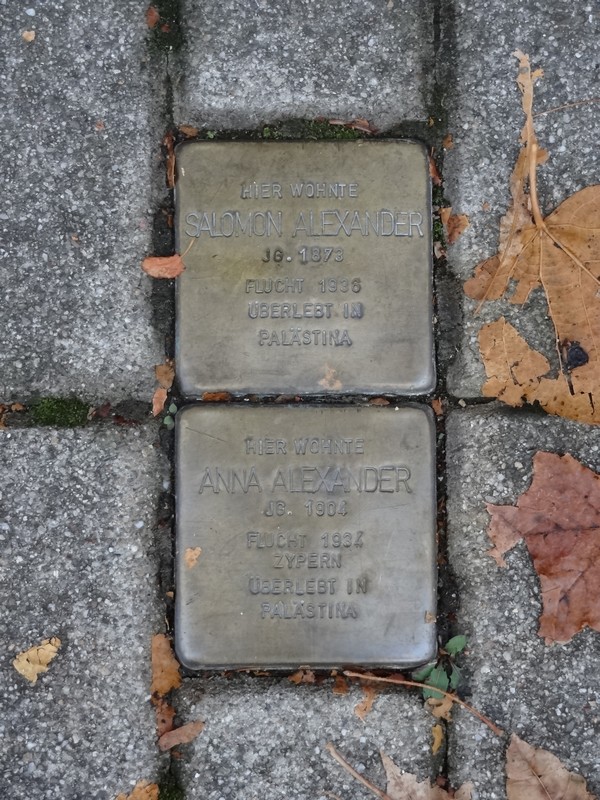 HIER WOHNTE
SALOMON ALEXANDER
JG. 1873
FLUCHT 1936
ÜBERLEBT IN
PALÄSTINA
HIER WOHNTE
ANNA ALEXANDER
JG. 1904
FLUCHT 1934
ZYPERN
ÜBERLEBT IN
PALÄSTINA